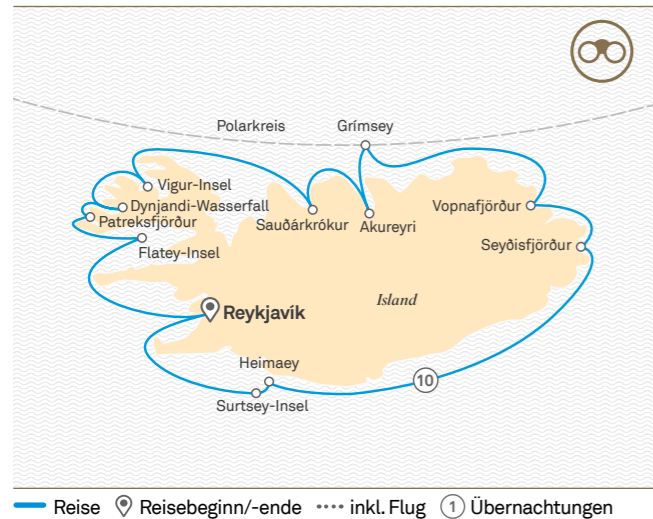 Polarkreis
Grímsey
Vigur-Insel
Dynjandi-Wasserfall
Patreksfjörður
Sauðárkrókur
Akureyri
Vopnafjörður
Flatey-Insel
Seyðisfjörður
Island
Reykjavík
Heimaey
10
Surtsey-Insel
Reise Reisebeginn/-ende inkl. Flug 1 Übernachtungen